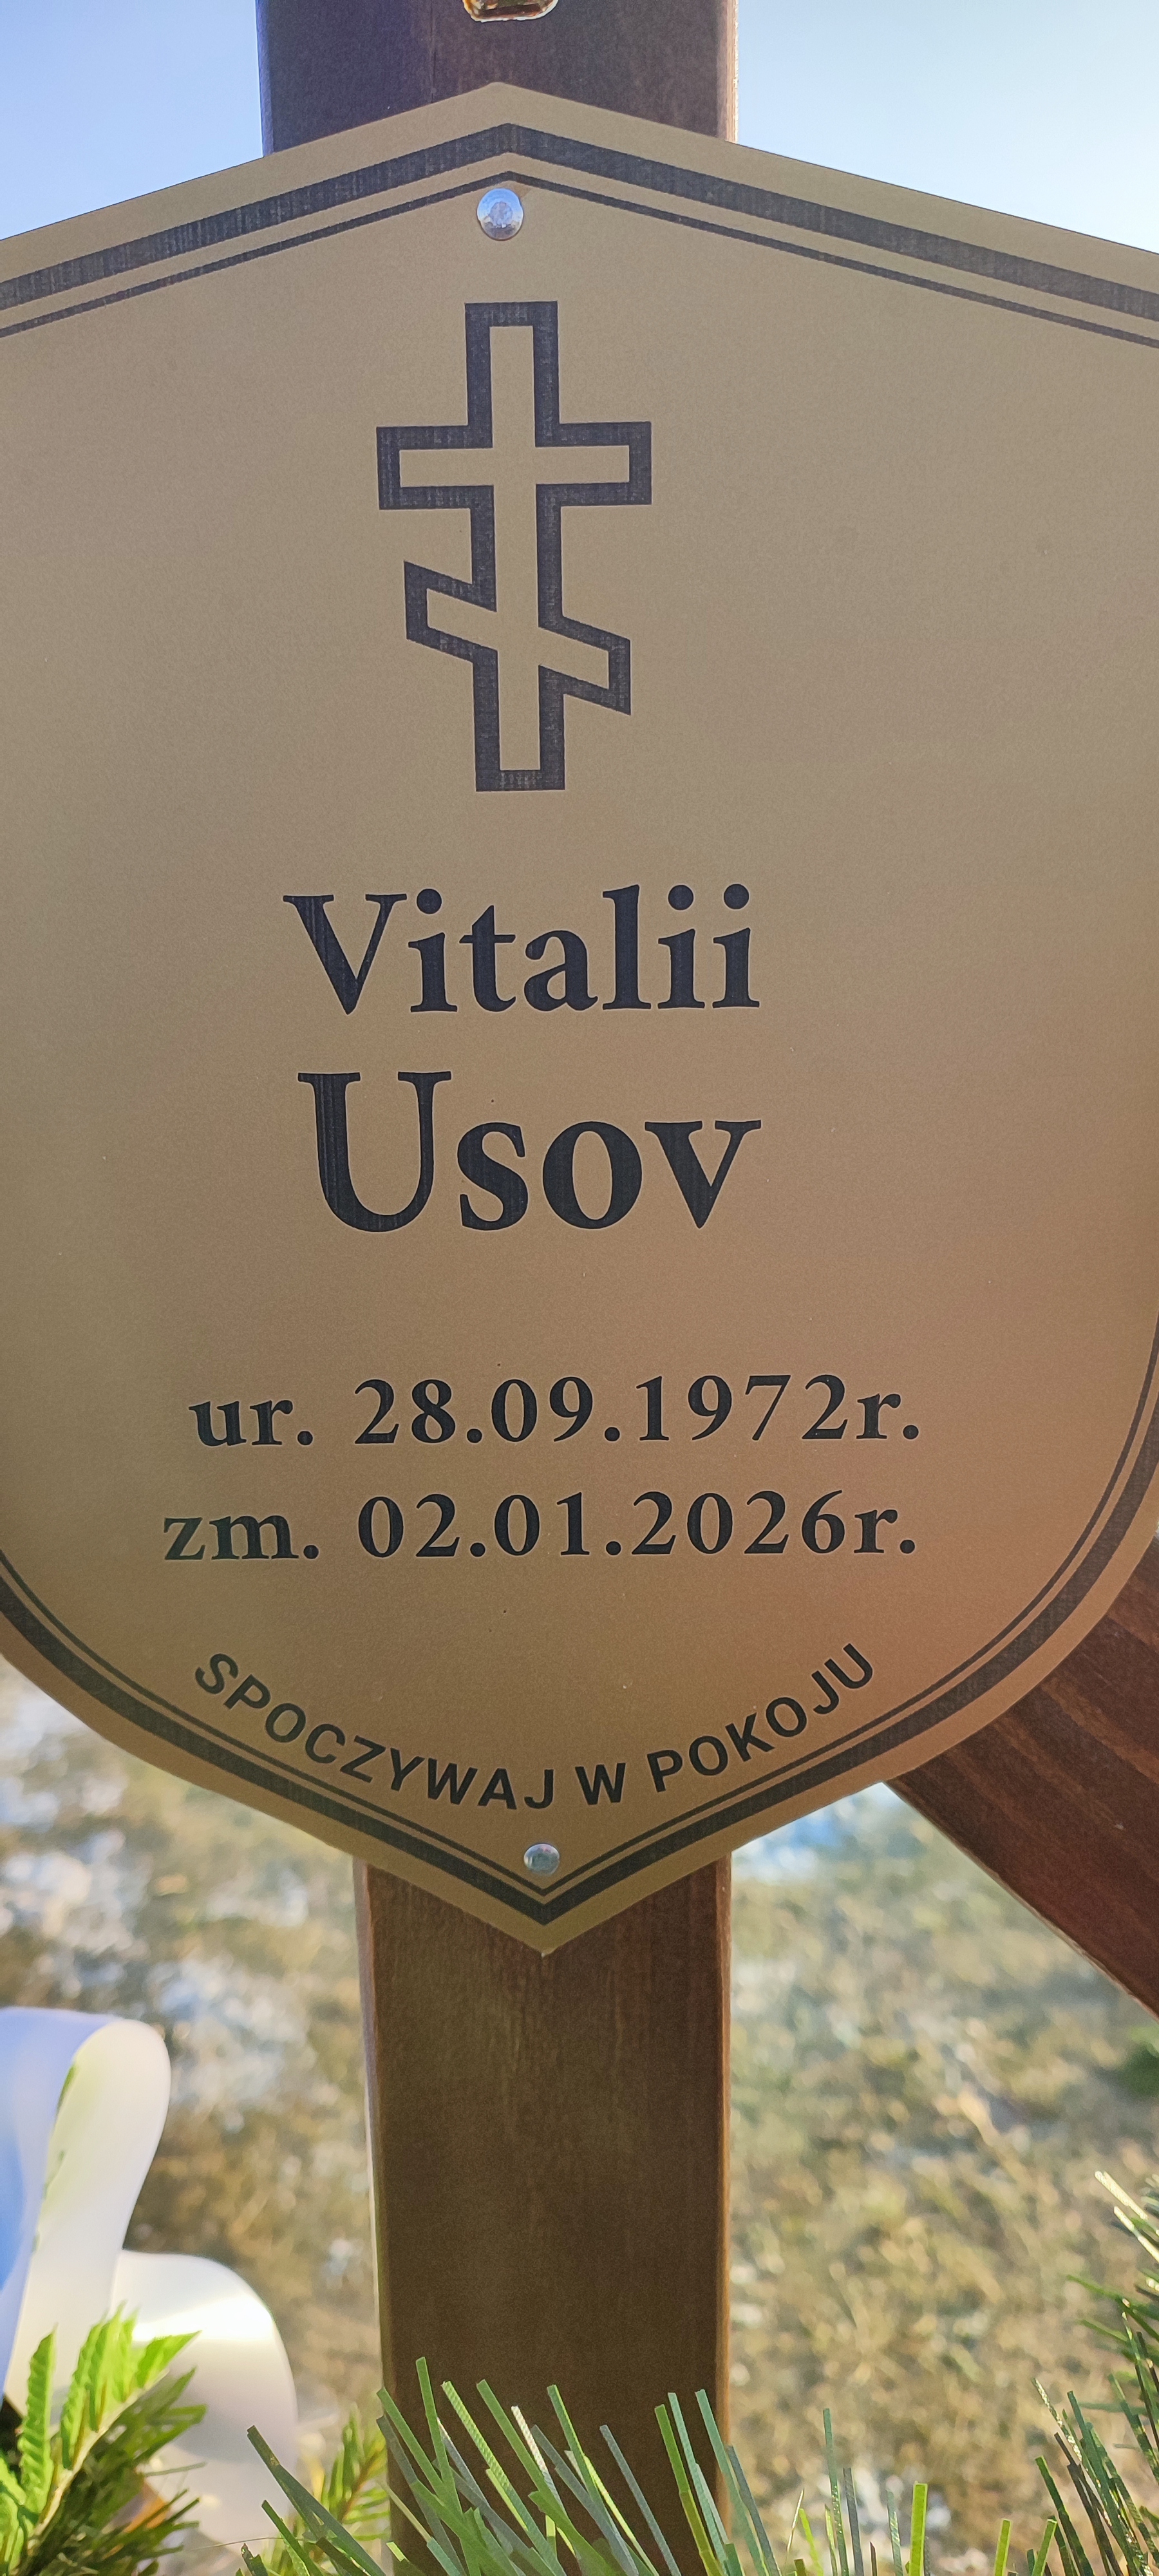 Vitalii
Usov
ur. 28.09.1972r.
zm. 02.01.2026r.
SPOCZYWAJ W POKOJU